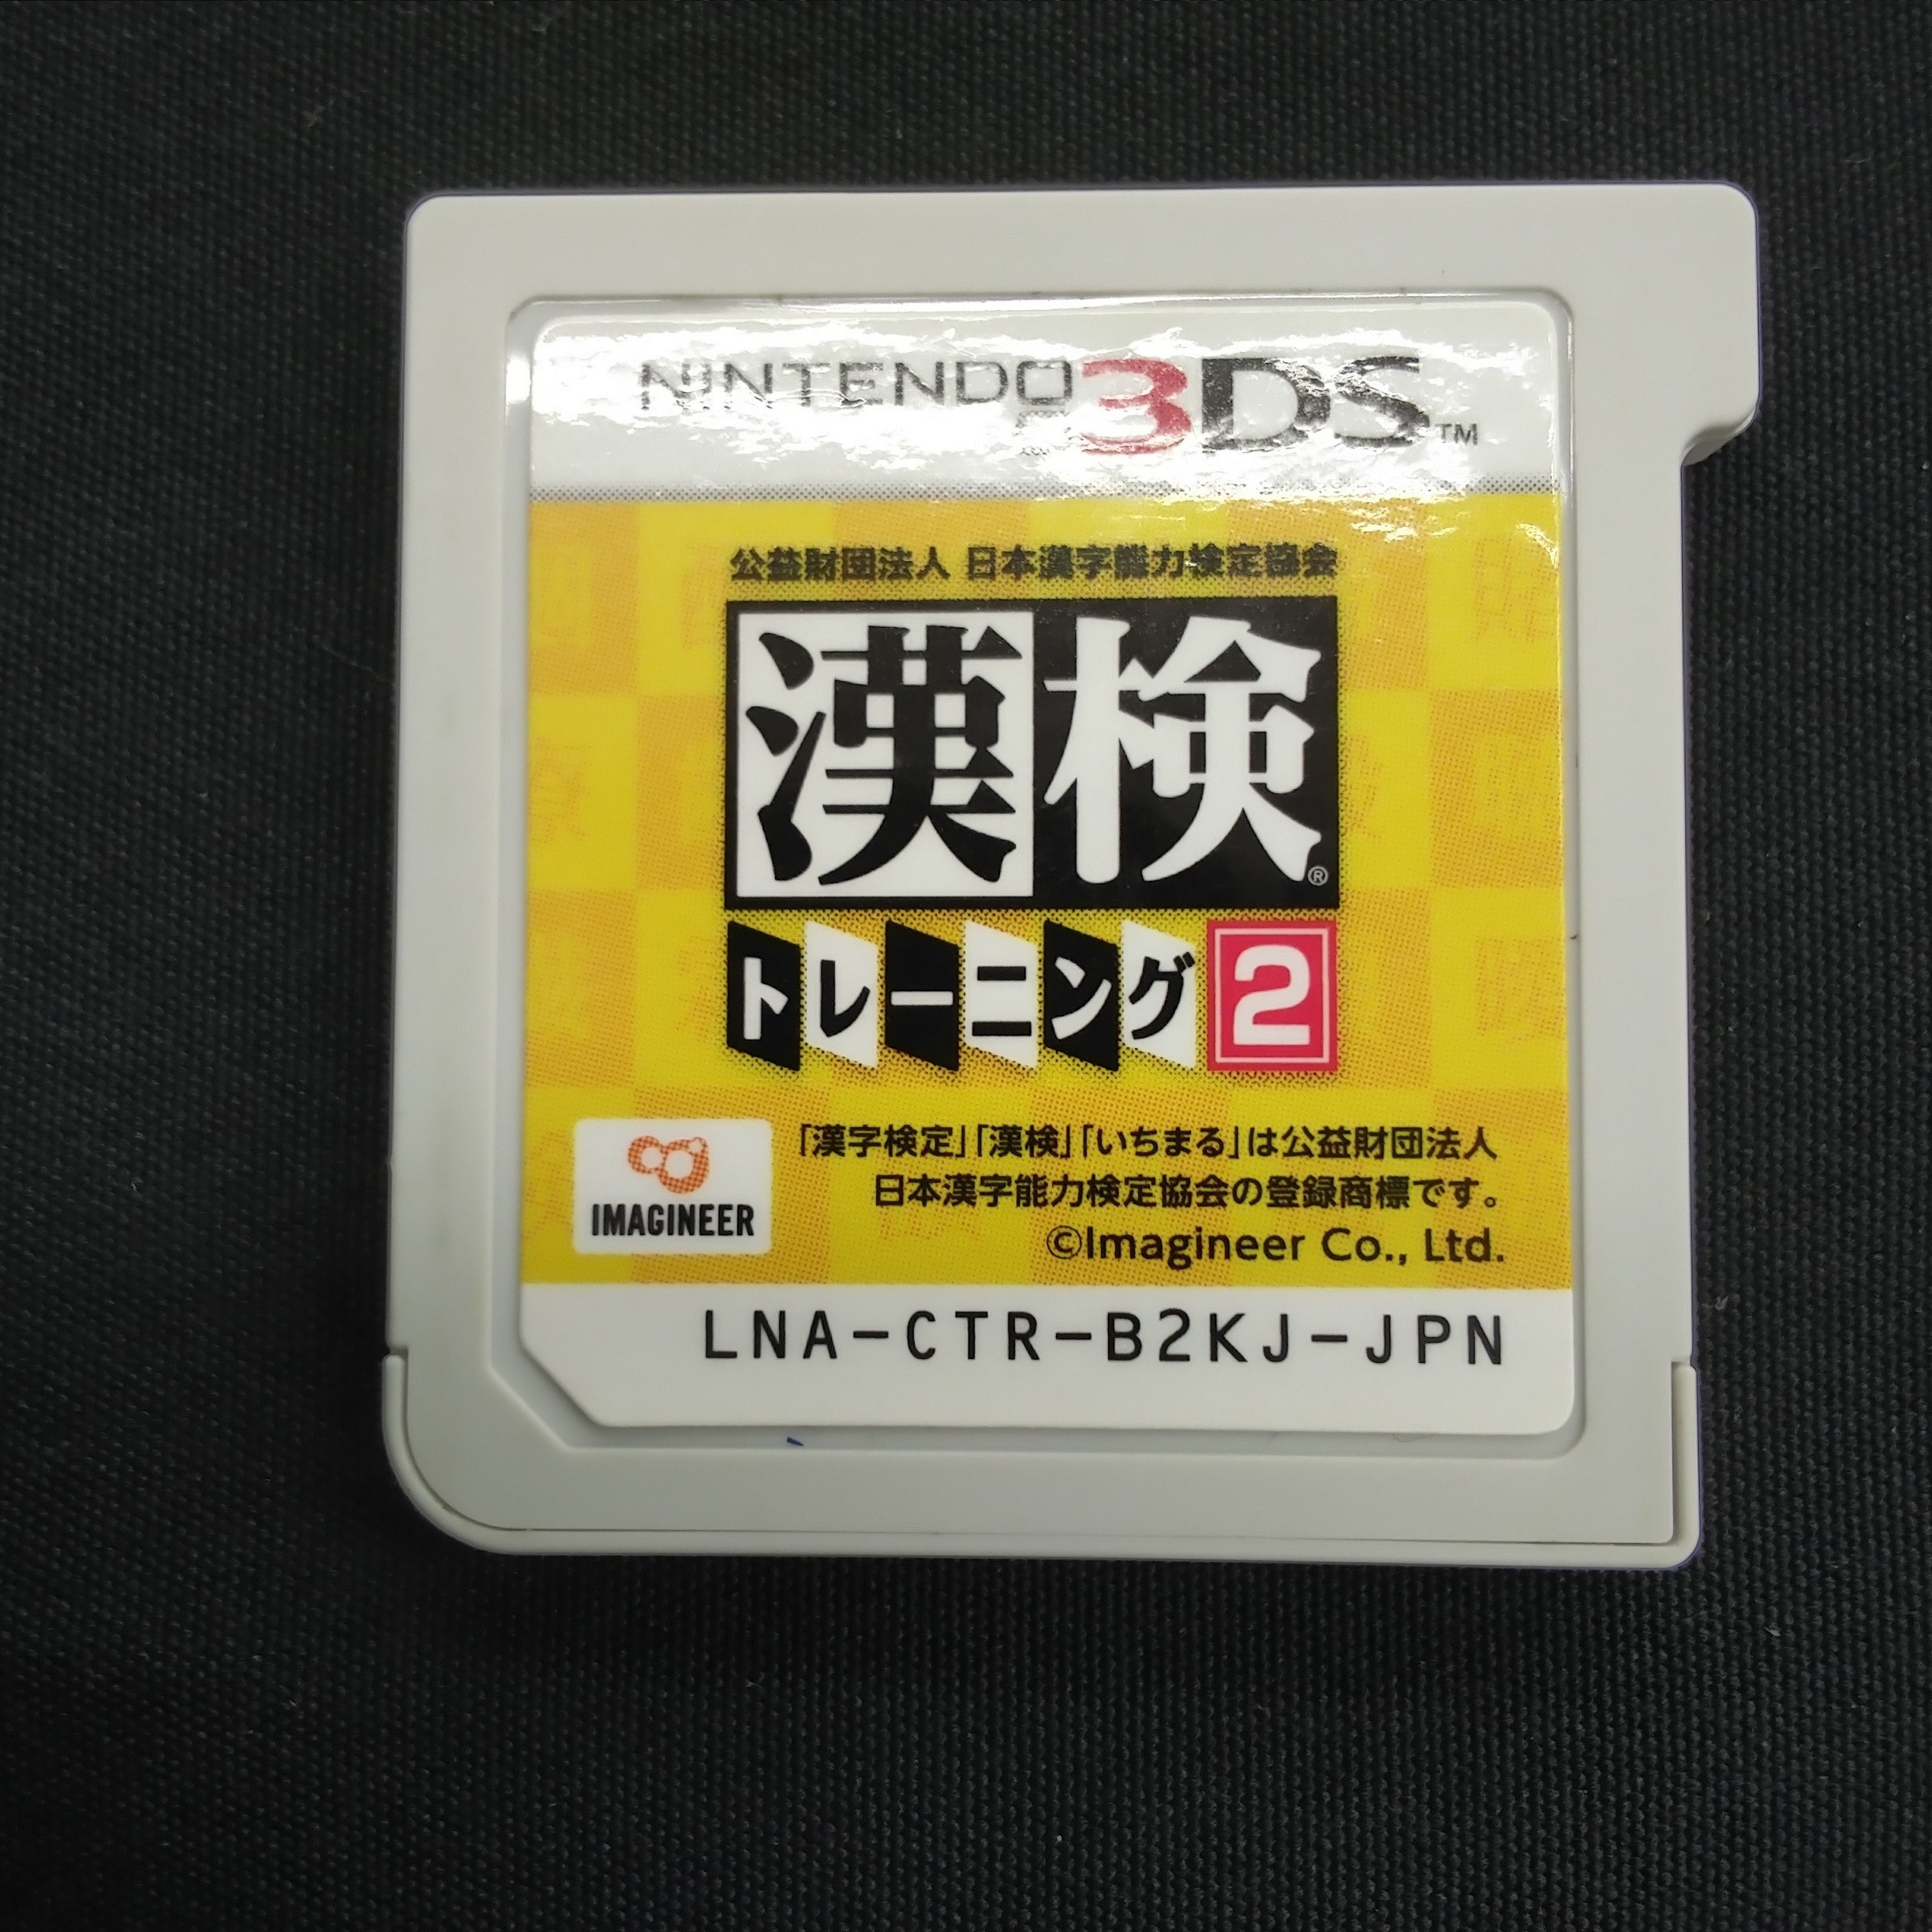 NINTENDO 3DS™
公益財団法人 日本漢字能力検定協会
漢検®
トレーニング2
「漢字検定」「漢検」「いちまる」は公益財団法人
日本漢字能力検定協会の登録商標です。
IMAGINEER
©Imagineer Co., Ltd.
LNA-CTR-B2KJ-JPN